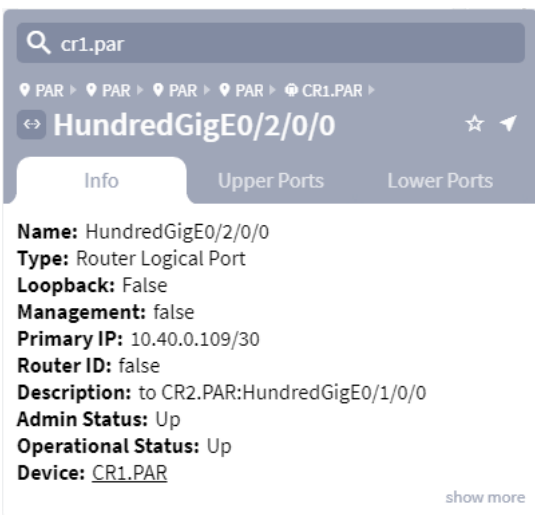 cr1.par
PAR PAR PAR PAR CR1.PAR
HundredGigE0/2/0/0
Info Upper Ports Lower Ports
Name: HundredGigE0/2/0/0
Type: Router Logical Port
Loopback: False
Management: false
Primary IP: 10.40.0.109/30
Router ID: false
Description: to CR2.PAR:HundredGigE0/1/0/0
Admin Status: Up
Operational Status: Up
Device: CR1.PAR
show more